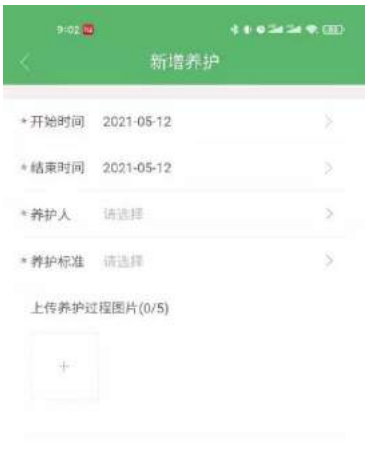 9:02
新增养护
*开始时间 2021-05-12
*结束时间 2021-05-12
*养护人 请选择
*养护标准 请选择
上传养护过程图片(0/5)
+